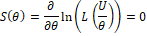 S(θ) = ∂/∂θ ln(L(U/θ)) = 0